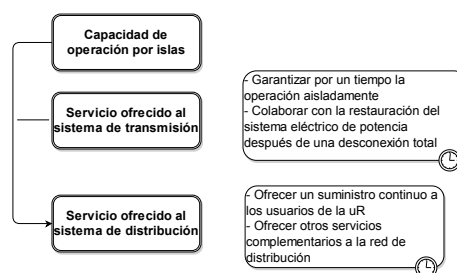 Capacidad de
operación por islas
- Garantizar por un tiempo la
operación aisladamente
- Colaborar con la restauración del
sistema eléctrico de potencia
después de una desconexión total
Servicio ofrecido al
sistema de transmisión
- Ofrecer un suministro continuo a
los usuarios de la uR
- Ofrecer otros servicios
complementarios a la red de
distribución
Servicio ofrecido al
sistema de distribución